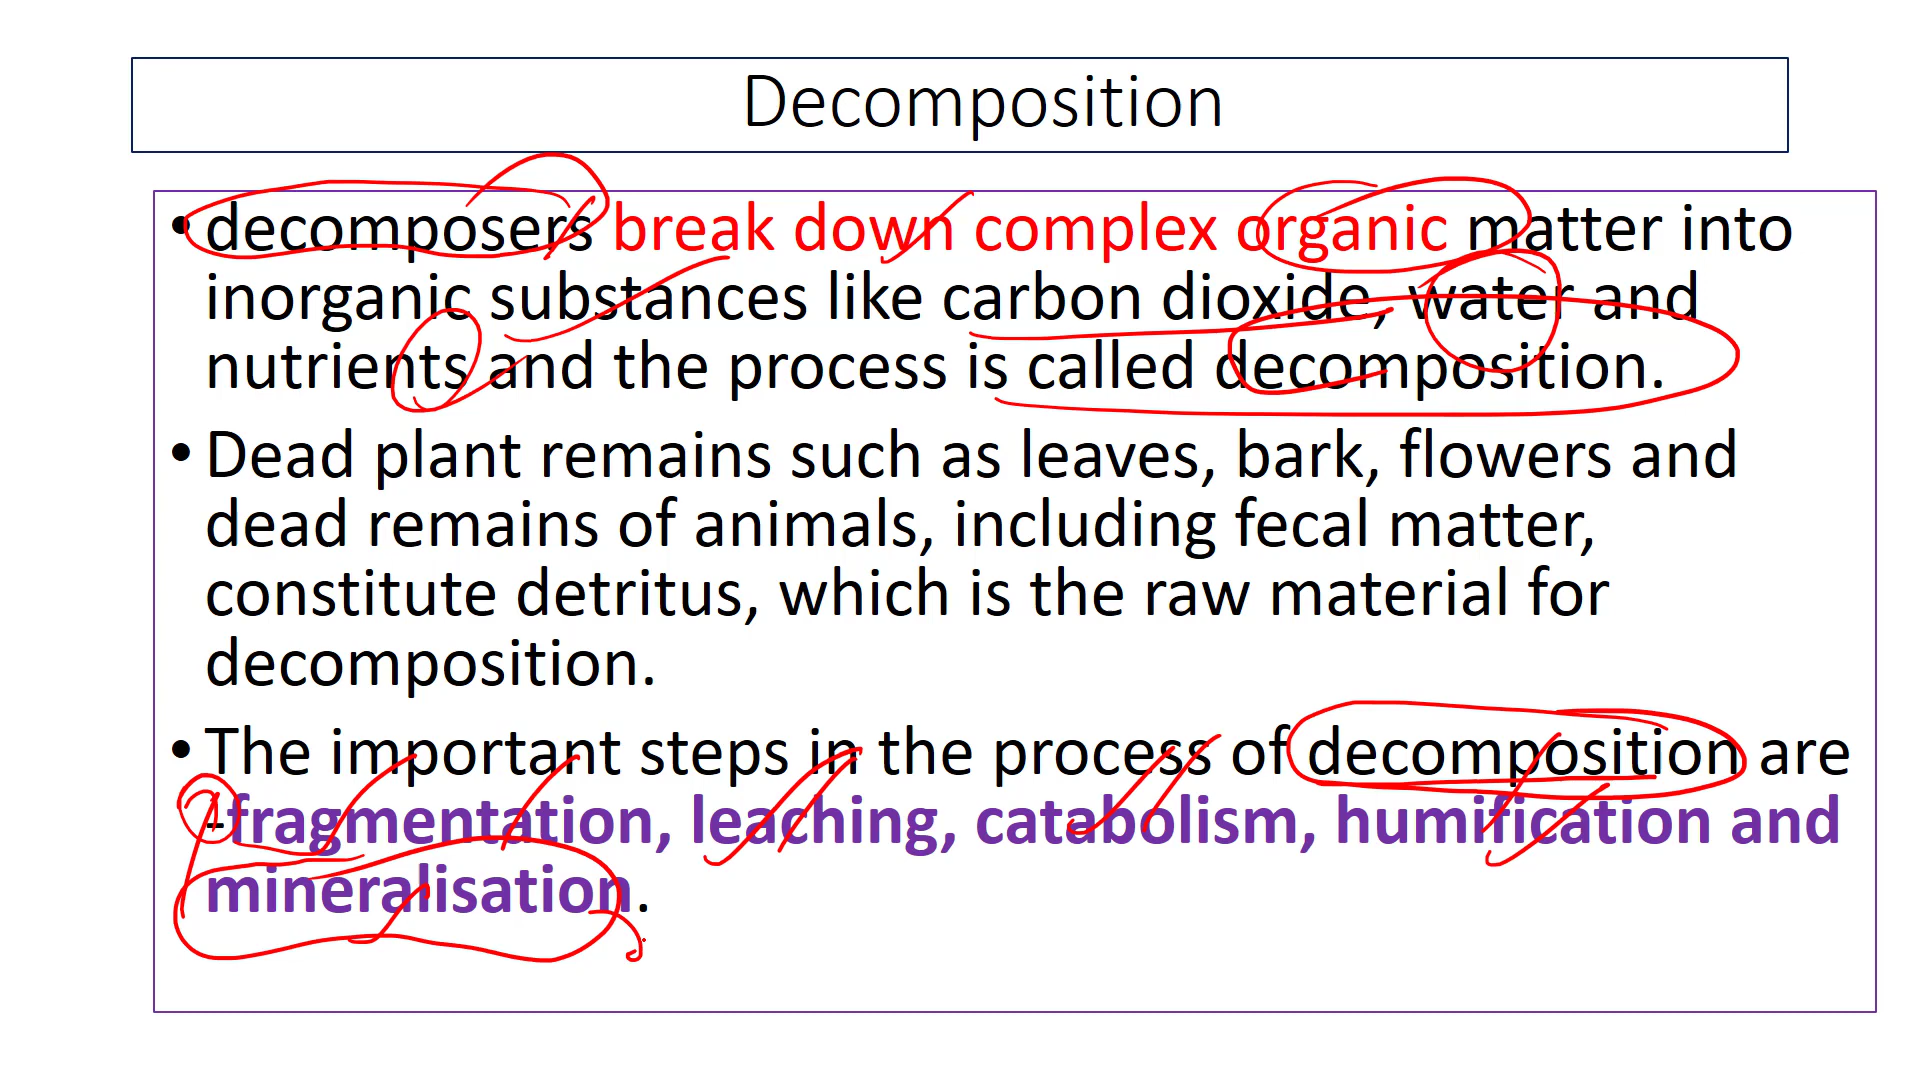 Decomposition
• decomposers break down complex organic matter into
inorganic substances like carbon dioxide, water and
nutrients and the process is called decomposition.
• Dead plant remains such as leaves, bark, flowers and
dead remains of animals, including fecal matter,
constitute detritus, which is the raw material for
decomposition.
• The important steps in the process of decomposition are
-fragmentation, leaching, catabolism, humification and
mineralisation.